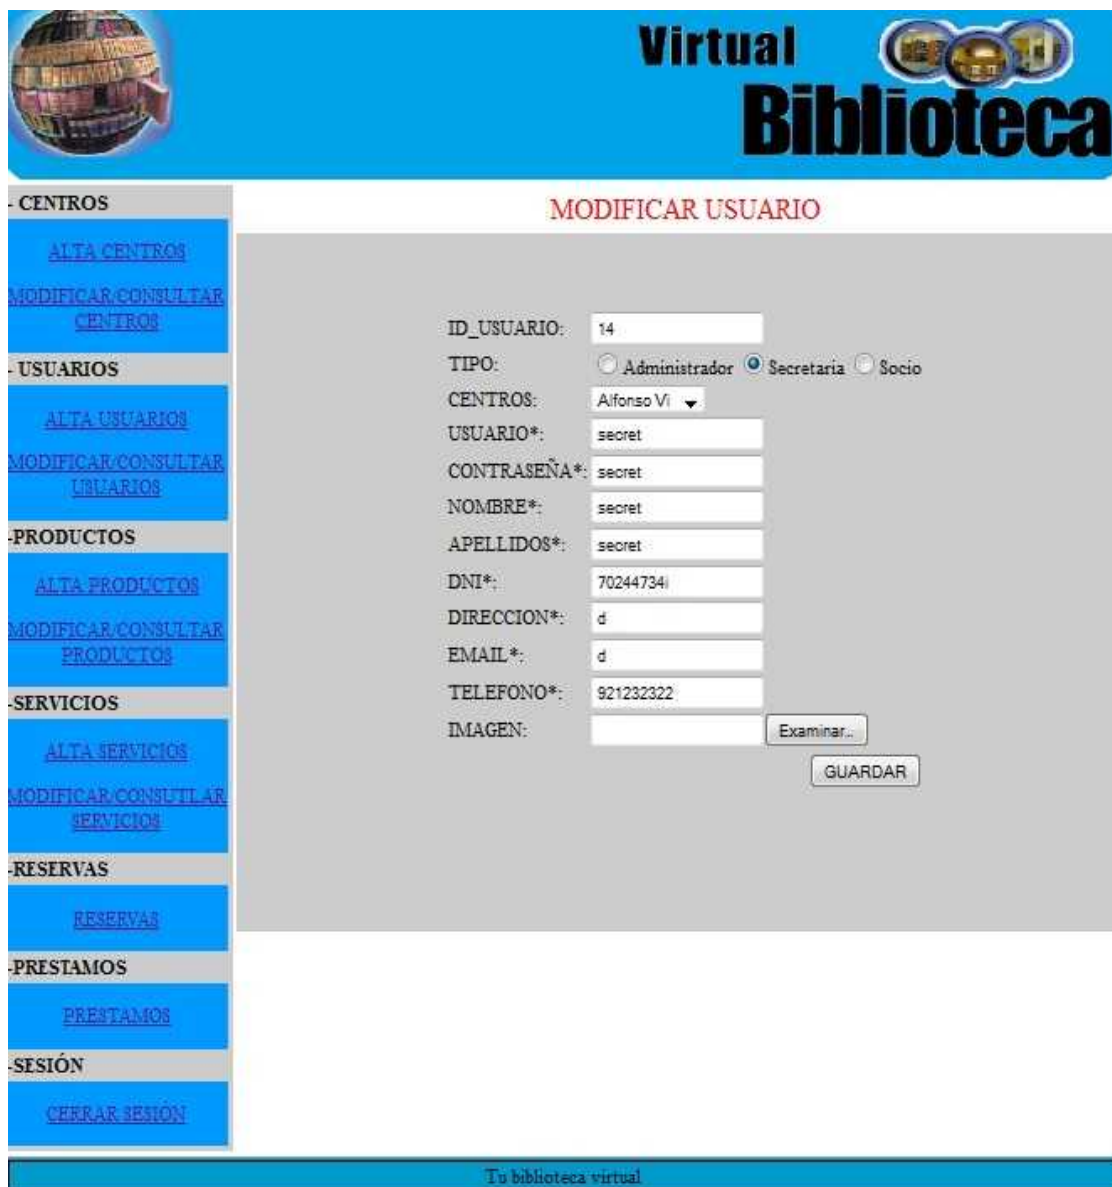 Virtual
Biblioteca
- CENTROS
ALTA CENTROS
MODIFICAR/CONSULTAR
CENTROS
- USUARIOS
ALTA USUARIOS
MODIFICAR/CONSULTAR
USUARIOS
-PRODUCTOS
ALTA PRODUCTOS
MODIFICAR/CONSULTAR
PRODUCTOS
-SERVICIOS
ALTA SERVICIOS
MODIFICAR/CONSUTLAR
SERVICIOS
-RESERVAS
RESERVAS
-PRESTAMOS
PRESTAMOS
-SESIÓN
CERRAR SESIÓN
MODIFICAR USUARIO
ID_USUARIO: 14
TIPO: Administrador Secretaria Socio
CENTROS: Alfonso Vi
USUARIO*: secret
CONTRASEÑA*: secret
NOMBRE*: secret
APELLIDOS*: secret
DNI*: 70244734i
DIRECCION*: d
EMAIL*: d
TELEFONO*: 921232322
IMAGEN: Examinar...
GUARDAR
Tu biblioteca virtual